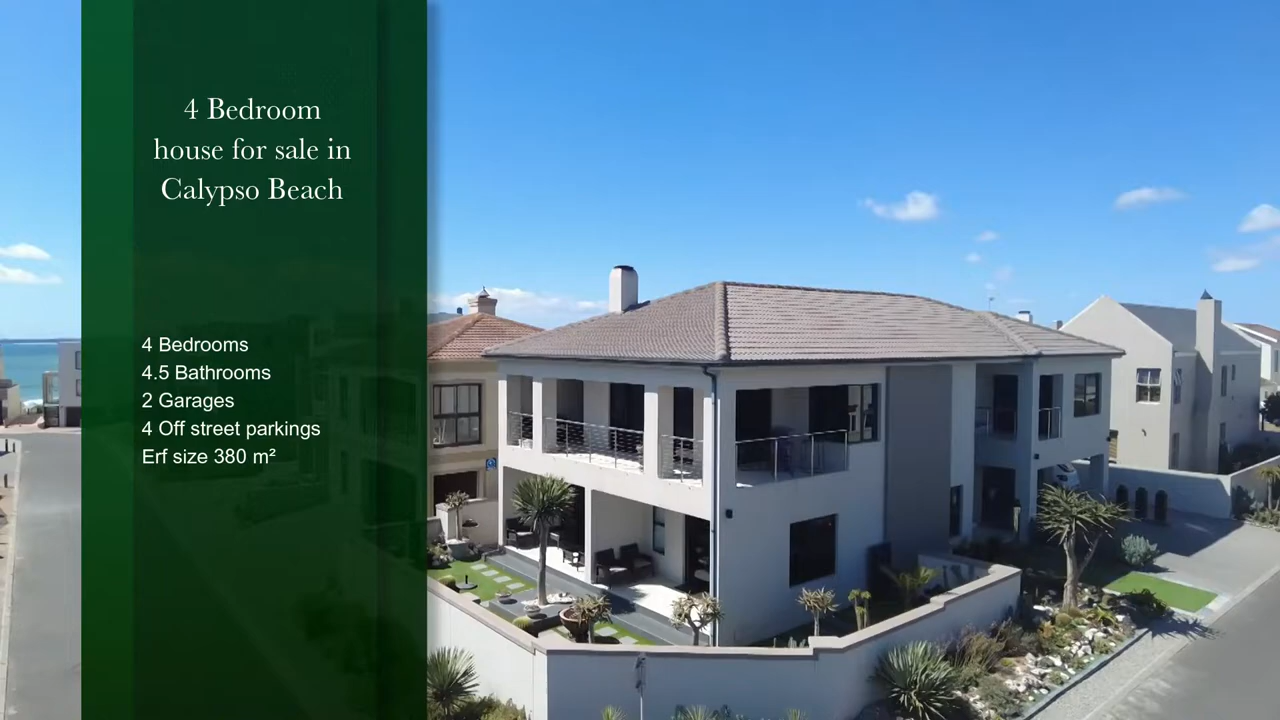 4 Bedroom
house for sale in
Calypso Beach
4 Bedrooms
4.5 Bathrooms
2 Garages
4 Off street parkings
Erf size 380 m²